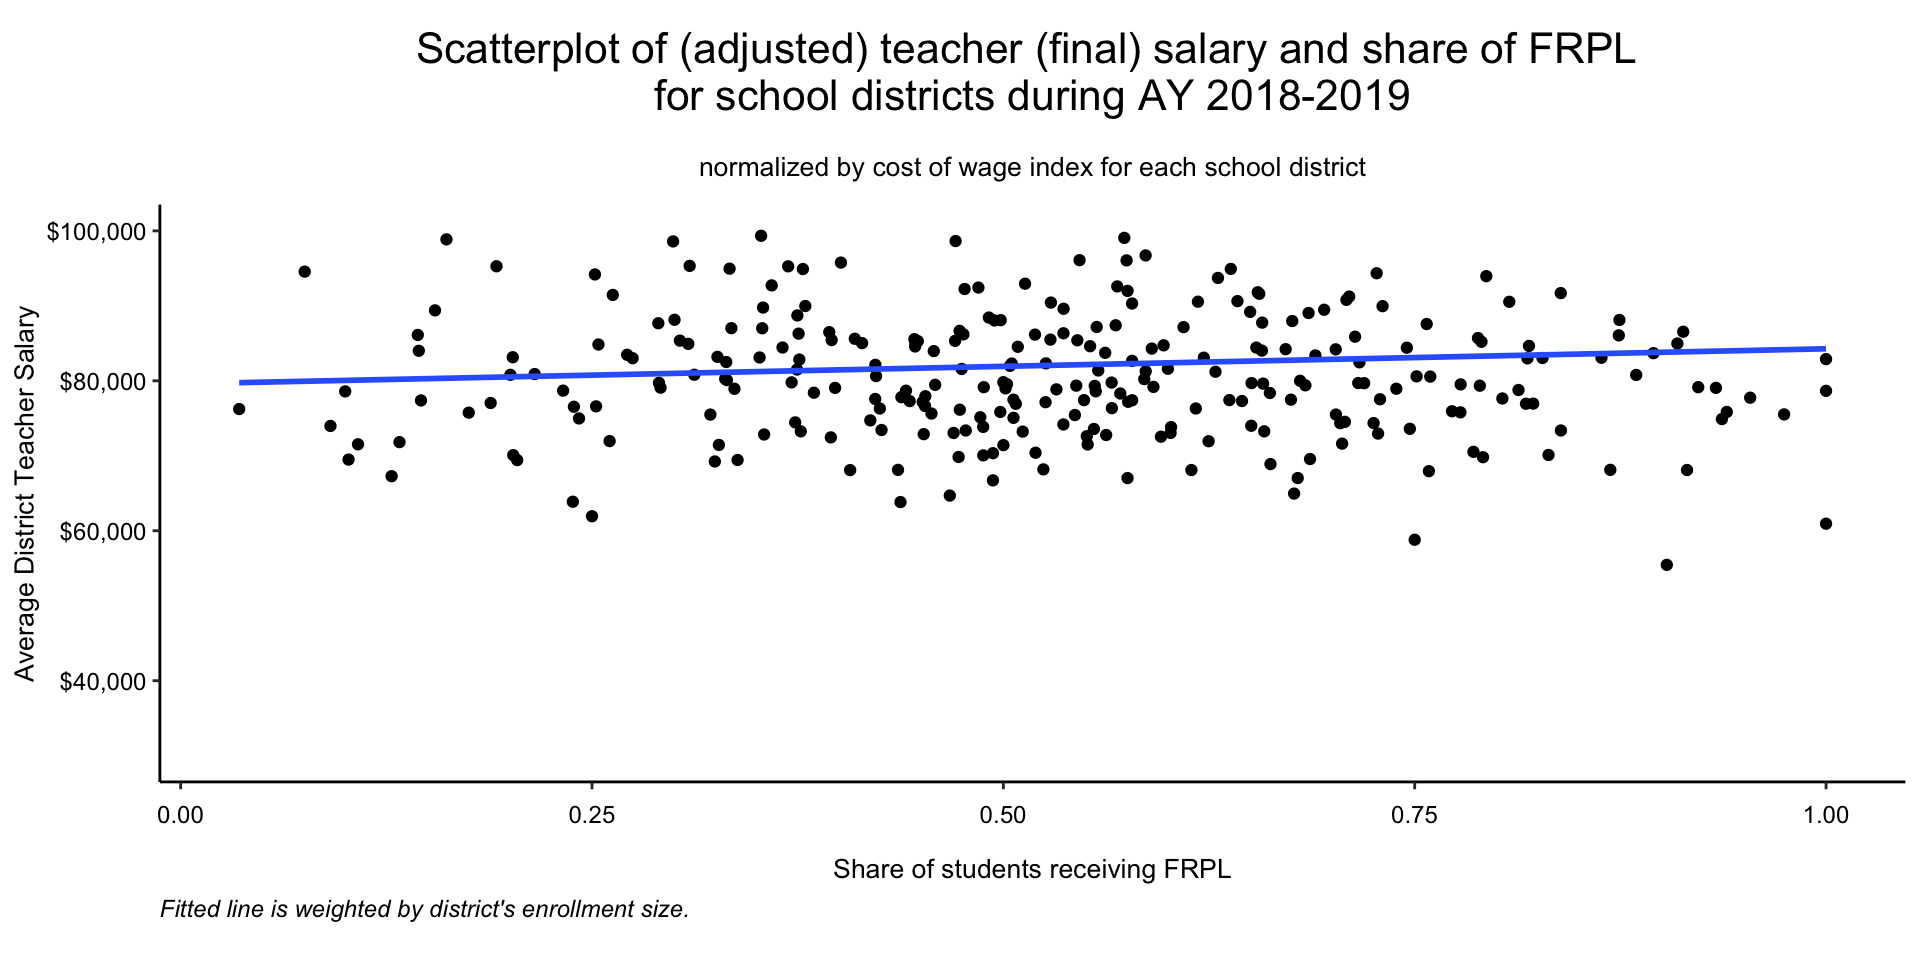 Scatterplot of (adjusted) teacher (final) salary and share of FRPL
for school districts during AY 2018-2019
normalized by cost of wage index for each school district
Average District Teacher Salary
$100,000
$80,000
$60,000
$40,000
0.00
0.25
0.50
0.75
1.00
Share of students receiving FRPL
Fitted line is weighted by district's enrollment size.